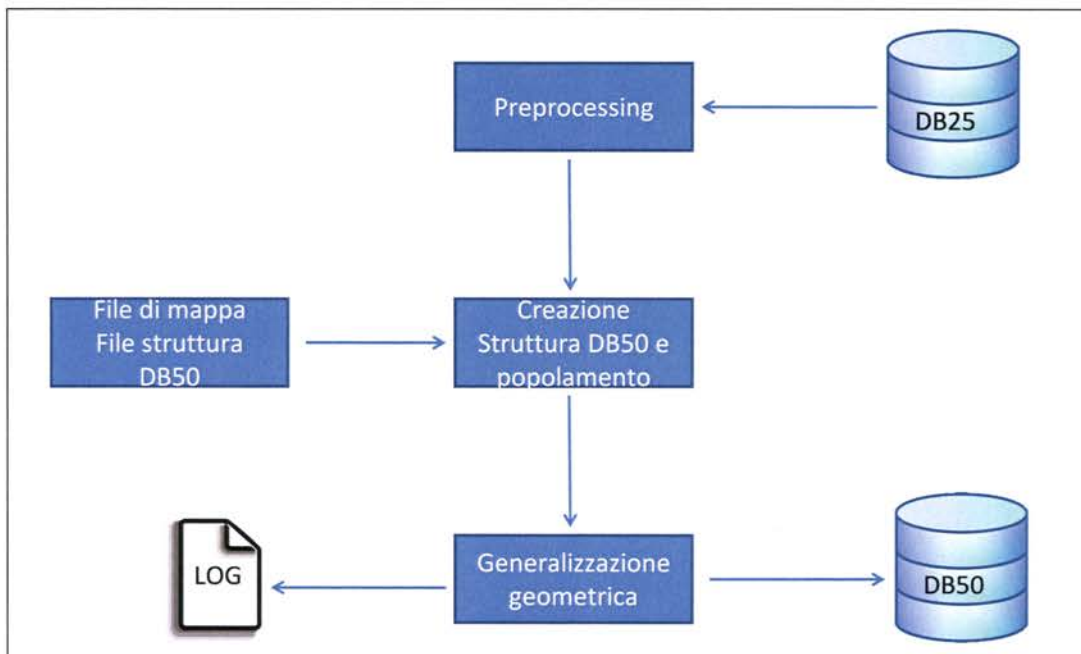 Preprocessing
DB25
File di mappa
File struttura
DB50
Creazione
Struttura DB50 e
popolamento
LOG
Generalizzazione
geometrica
DB50